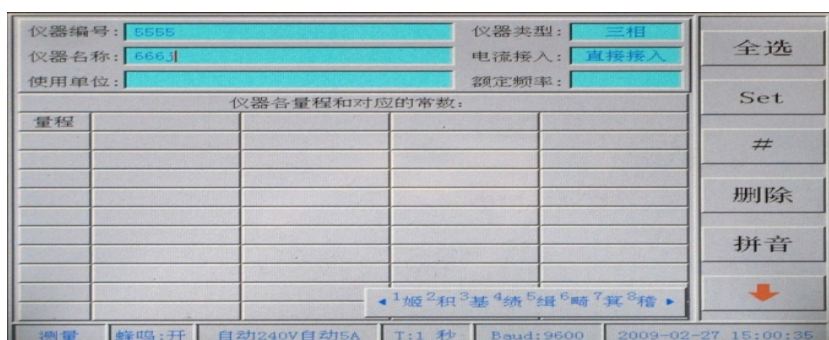 仪器编号: 5555 仪器类型: 三相
仪器名称: 666j 电流接入: 直接接入
使用单位: 额定频率:
仪器各量程和对应的常数:
量程
全选
Set
#
删除
拼音
1姬 2积 3基 4绩 5缉 6畸 7箕 8稽
测量 蜂鸣:开 自动240V自动5A T:1 秒 Baud:9600 2009-02-27 15:00:35